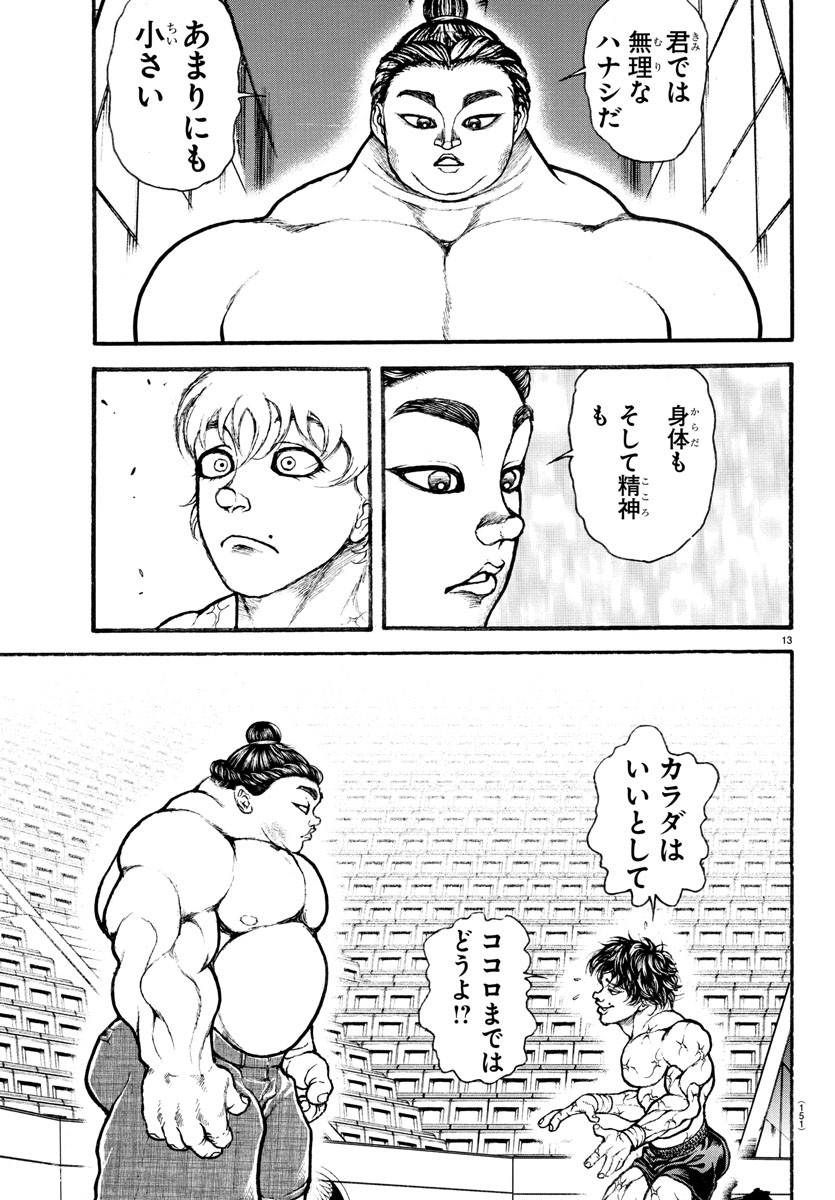 君では
無理な
ハナシだ
あまりにも
小さい
身体も
そして精神
も
13
カラダは
いいとして
ココロまでは
どうよ!?
(151)